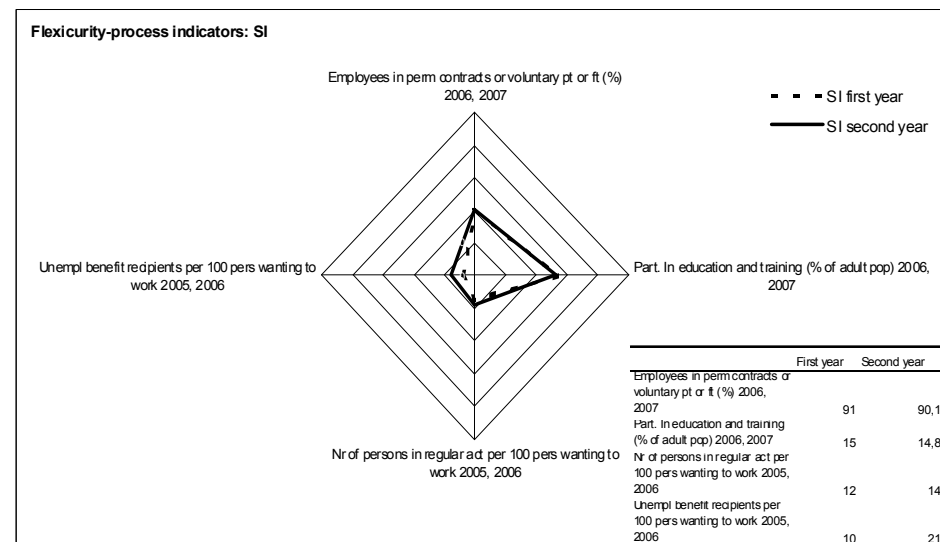 Flexicurity-process indicators: SI
Employees in perm contracts or voluntary pt or ft (%)
2006, 2007
SI first year
SI second year
Unempl benefit recipients per 100 pers wanting to
work 2005, 2006
Part. In education and training (% of adult pop) 2006,
2007
Nr of persons in regular act per 100 pers wanting to
work 2005, 2006
First year Second year
Employees in perm contracts or
voluntary pt or ft (%) 2006,
2007 91 90,1
Part. In education and training
(% of adult pop) 2006, 2007 15 14,8
Nr of persons in regular act per
100 pers wanting to work 2005,
2006 12 14
Unempl benefit recipients per
100 pers wanting to work 2005,
2006 10 21